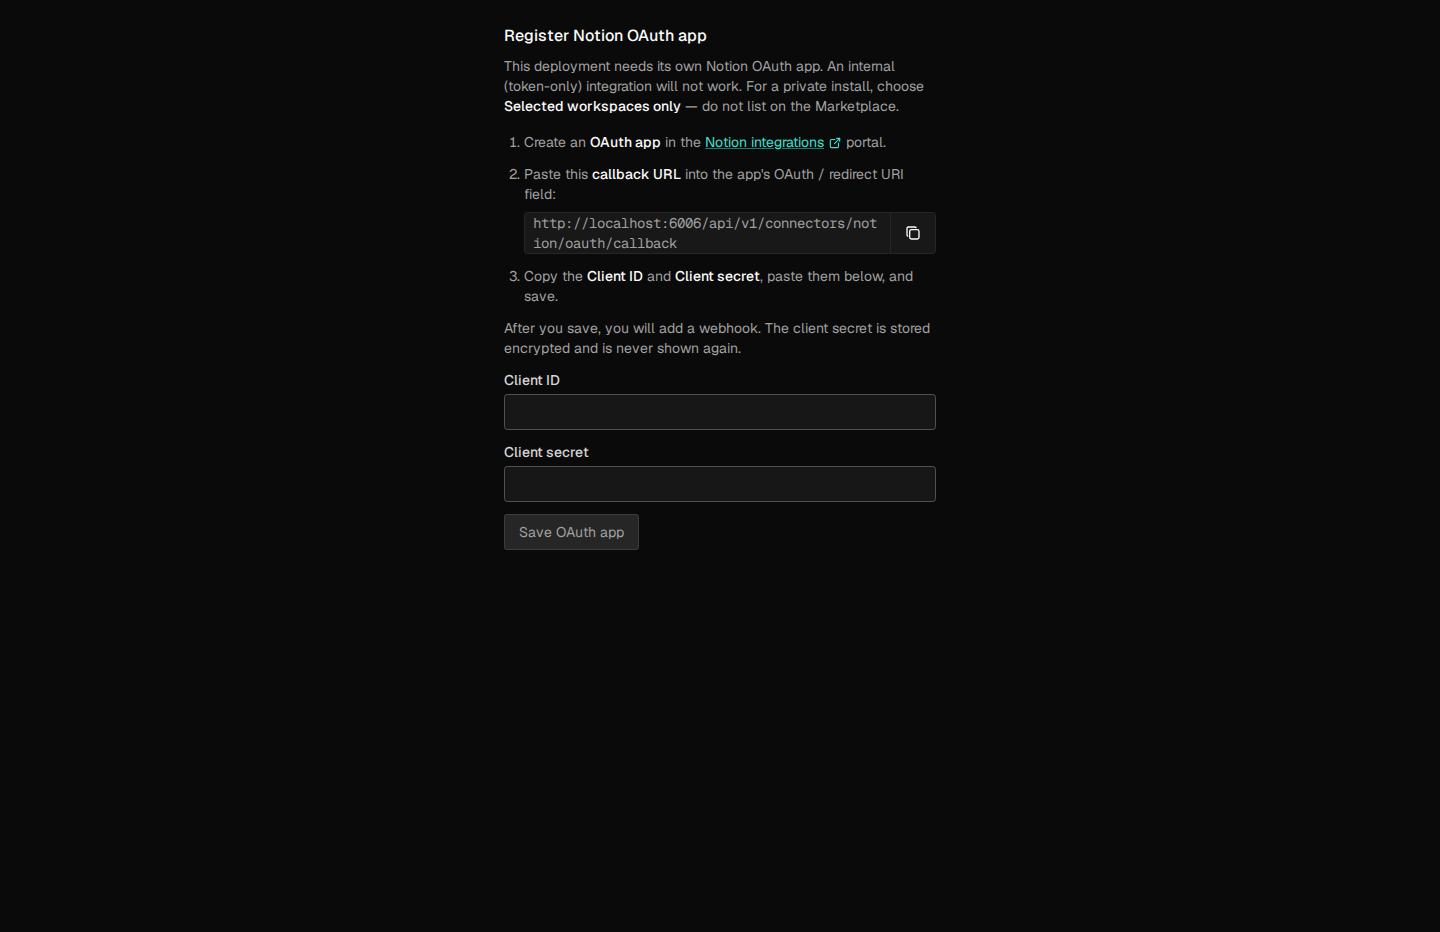 Register Notion OAuth app
This deployment needs its own Notion OAuth app. An internal
(token-only) integration will not work. For a private install, choose
Selected workspaces only — do not list on the Marketplace.
1. Create an OAuth app in the Notion integrations portal.
2. Paste this callback URL into the app's OAuth / redirect URI
field:
http://localhost:6006/api/v1/connectors/not
ion/oauth/callback
3. Copy the Client ID and Client secret, paste them below, and
save.
After you save, you will add a webhook. The client secret is stored
encrypted and is never shown again.
Client ID
Client secret
Save OAuth app